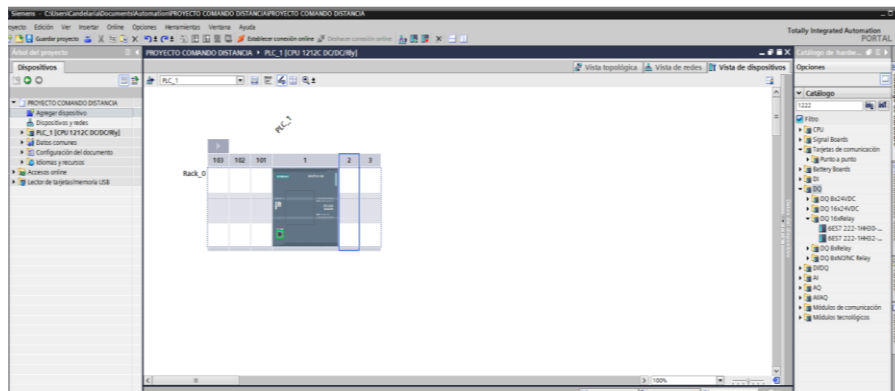 Siemens - C:\Users\Candelaria\Documents\Automation\PROYECTO COMANDO DISTANCIA\PROYECTO COMANDO DISTANCIA
oyecto Edición Ver Insertar Online Opciones Herramientas Ventana Ayuda
Totally Integrated Automation
PORTAL
Guardar proyecto
Establecer conexión online
Deshacer conexión online
Árbol del proyecto
PROYECTO COMANDO DISTANCIA PLC_1 [CPU 1212C DC/DC/Rly]
Catálogo de hardw...
Dispositivos
Vista topológica
Vista de redes
Vista de dispositivos
Opciones
PLC_1
Catálogo
1222
Filtro
PROYECTO COMANDO DISTANCIA
Agregar dispositivo
Dispositivos y redes
PLC_1 [CPU 1212C DC/DC/Rly]
Datos comunes
Configuración del documento
Idiomas y recursos
Accesos online
Lector de tarjetas/memoria USB
PLC_1
103 102 101 1 2 3
Rack_0
SIEMENS
CPU
Signal Boards
Tarjetas de comunicación
Punto a punto
Battery Boards
DI
DQ
DQ 8x24VDC
DQ 16x24VDC
DQ 16xRelay
6ES7 222-1HH30-...
6ES7 222-1HH32-...
DQ 8xRelay
DQ 8xNO/NC Relay
DI/DQ
AI
AQ
AI/AQ
Módulos de comunicación
Módulos tecnológicos
100%